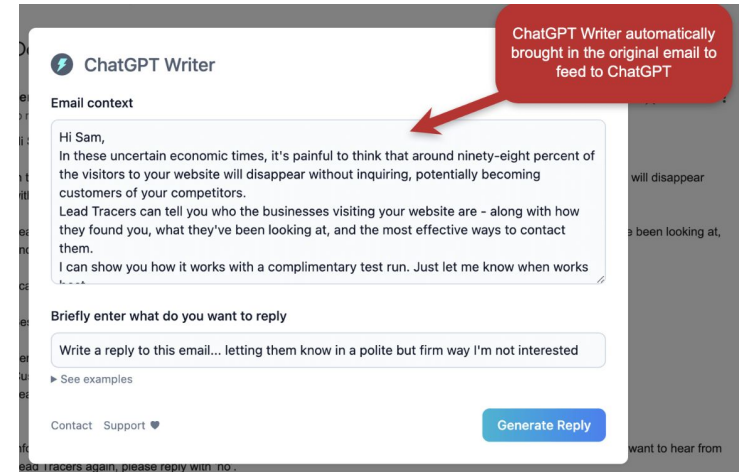 ChatGPT Writer automatically
brought in the original email to
feed to ChatGPT
ChatGPT Writer
Email context
Hi Sam,
In these uncertain economic times, it's painful to think that around ninety-eight percent of
the visitors to your website will disappear without inquiring, potentially becoming
customers of your competitors.
Lead Tracers can tell you who the businesses visiting your website are - along with how
they found you, what they've been looking at, and the most effective ways to contact
them.
I can show you how it works with a complimentary test run. Just let me know when works
will disappear
been looking at,
Briefly enter what do you want to reply
Write a reply to this email... letting them know in a polite but firm way I'm not interested
▶ See examples
Contact Support ♥
Generate Reply
want to hear from
Tracers again, please reply with 'no'.